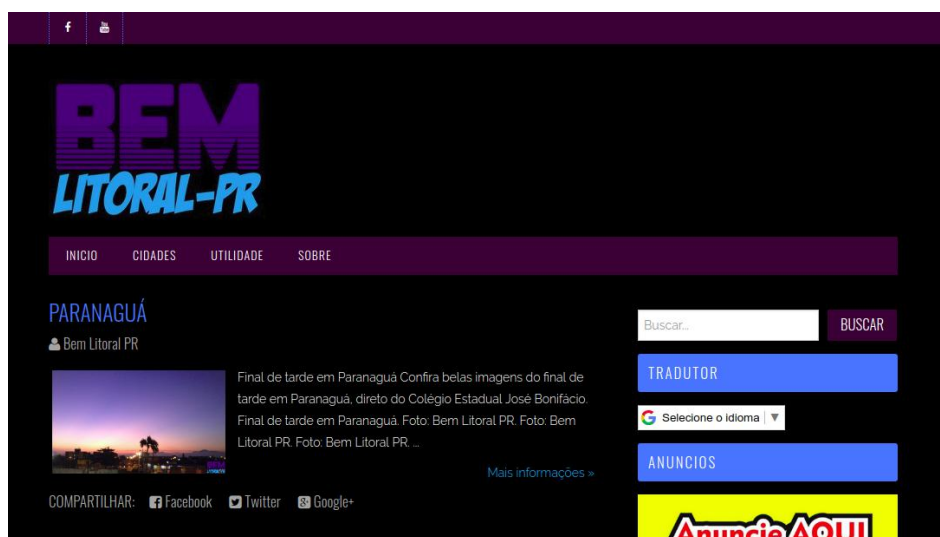 BEM
LITORAL-PR
INICIO CIDADES UTILIDADE SOBRE
PARANAGUÁ
Bem Litoral PR
Final de tarde em Paranaguá Confira belas imagens do final de
tarde em Paranaguá, direto do Colégio Estadual José Bonifácio.
Final de tarde em Paranaguá. Foto: Bem Litoral PR. Foto: Bem
Litoral PR. Foto: Bem Litoral PR. ...
Mais informações »
COMPARTILHAR: Facebook Twitter Google+
Buscar... BUSCAR
TRADUTOR
Selecione o idioma ▼
ANUNCIOS
Anuncie AQUI